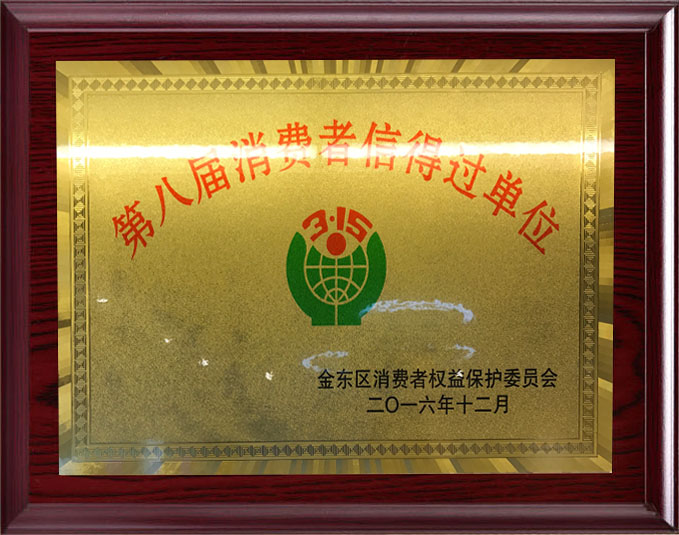 第八届消费者信得过单位
3·15
金东区消费者权益保护委员会
二〇一六年十二月